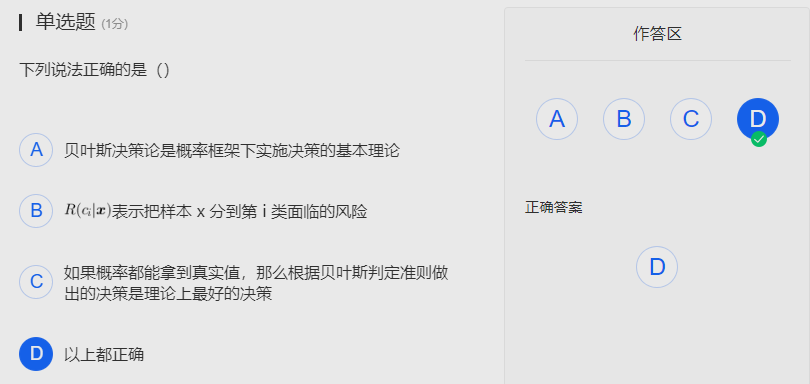 单选题 (1分)
下列说法正确的是（）
A 贝叶斯决策论是概率框架下实施决策的基本理论
B R(c_i|x)表示把样本 x 分到第 i 类面临的风险
C 如果概率都能拿到真实值，那么根据贝叶斯判定准则做
出的决策是理论上最好的决策
D 以上都正确
作答区
A B C D
正确答案
D